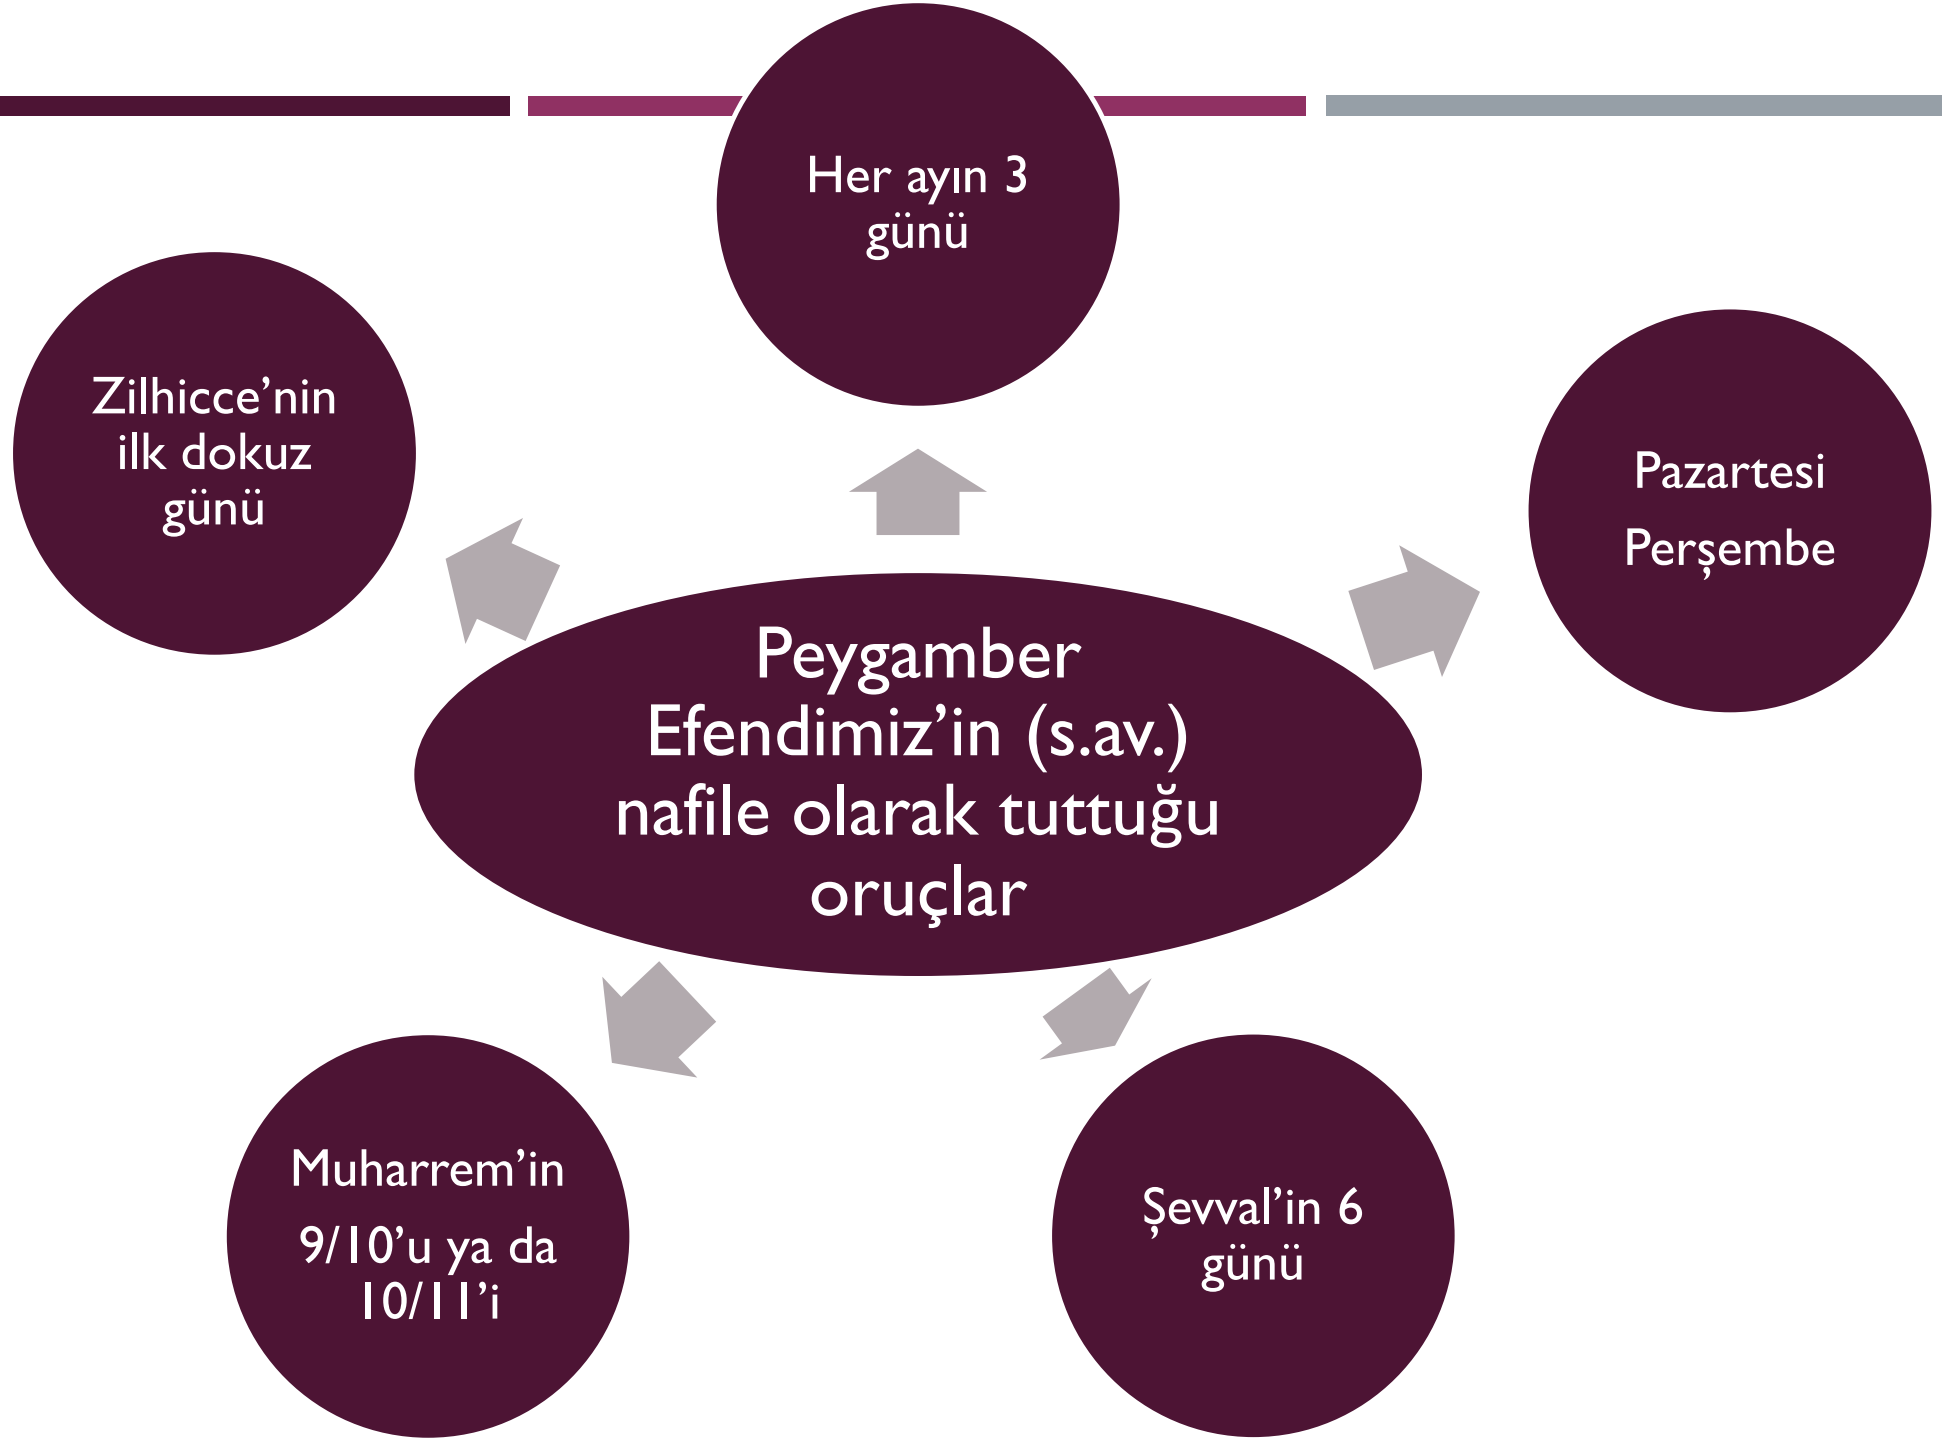 Her ayın 3
günü
Zilhicce’nin
ilk dokuz
günü
Pazartesi
Perşembe
Peygamber
Efendimiz’in (s.av.)
nafile olarak tuttuğu
oruçlar
Muharrem’in
9/10’u ya da
10/11’i
Şevval’in 6
günü